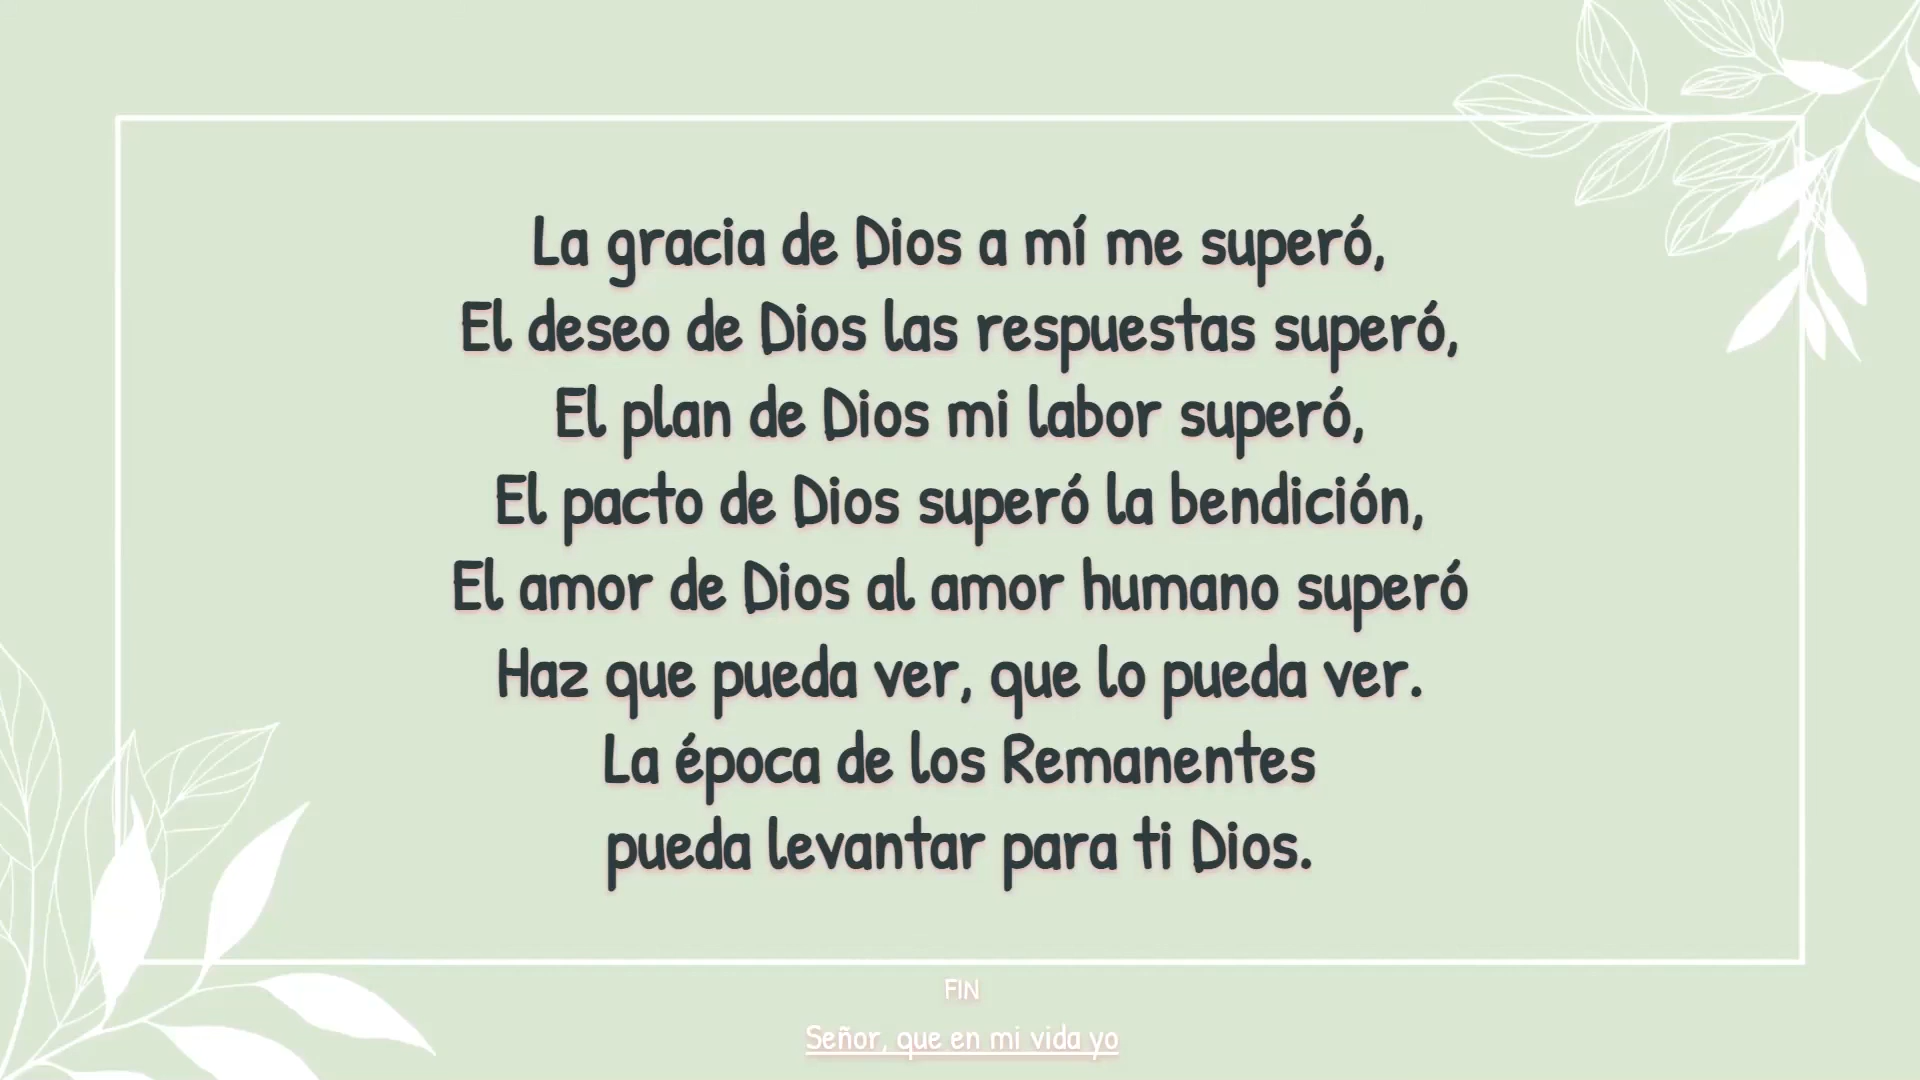 La gracia de Dios a mí me superó,
El deseo de Dios las respuestas superó,
El plan de Dios mi labor superó,
El pacto de Dios superó la bendición,
El amor de Dios al amor humano superó
Haz que pueda ver, que lo pueda ver.
La época de los Remanentes
pueda levantar para ti Dios.
FIN
Señor, que en mi vida yo